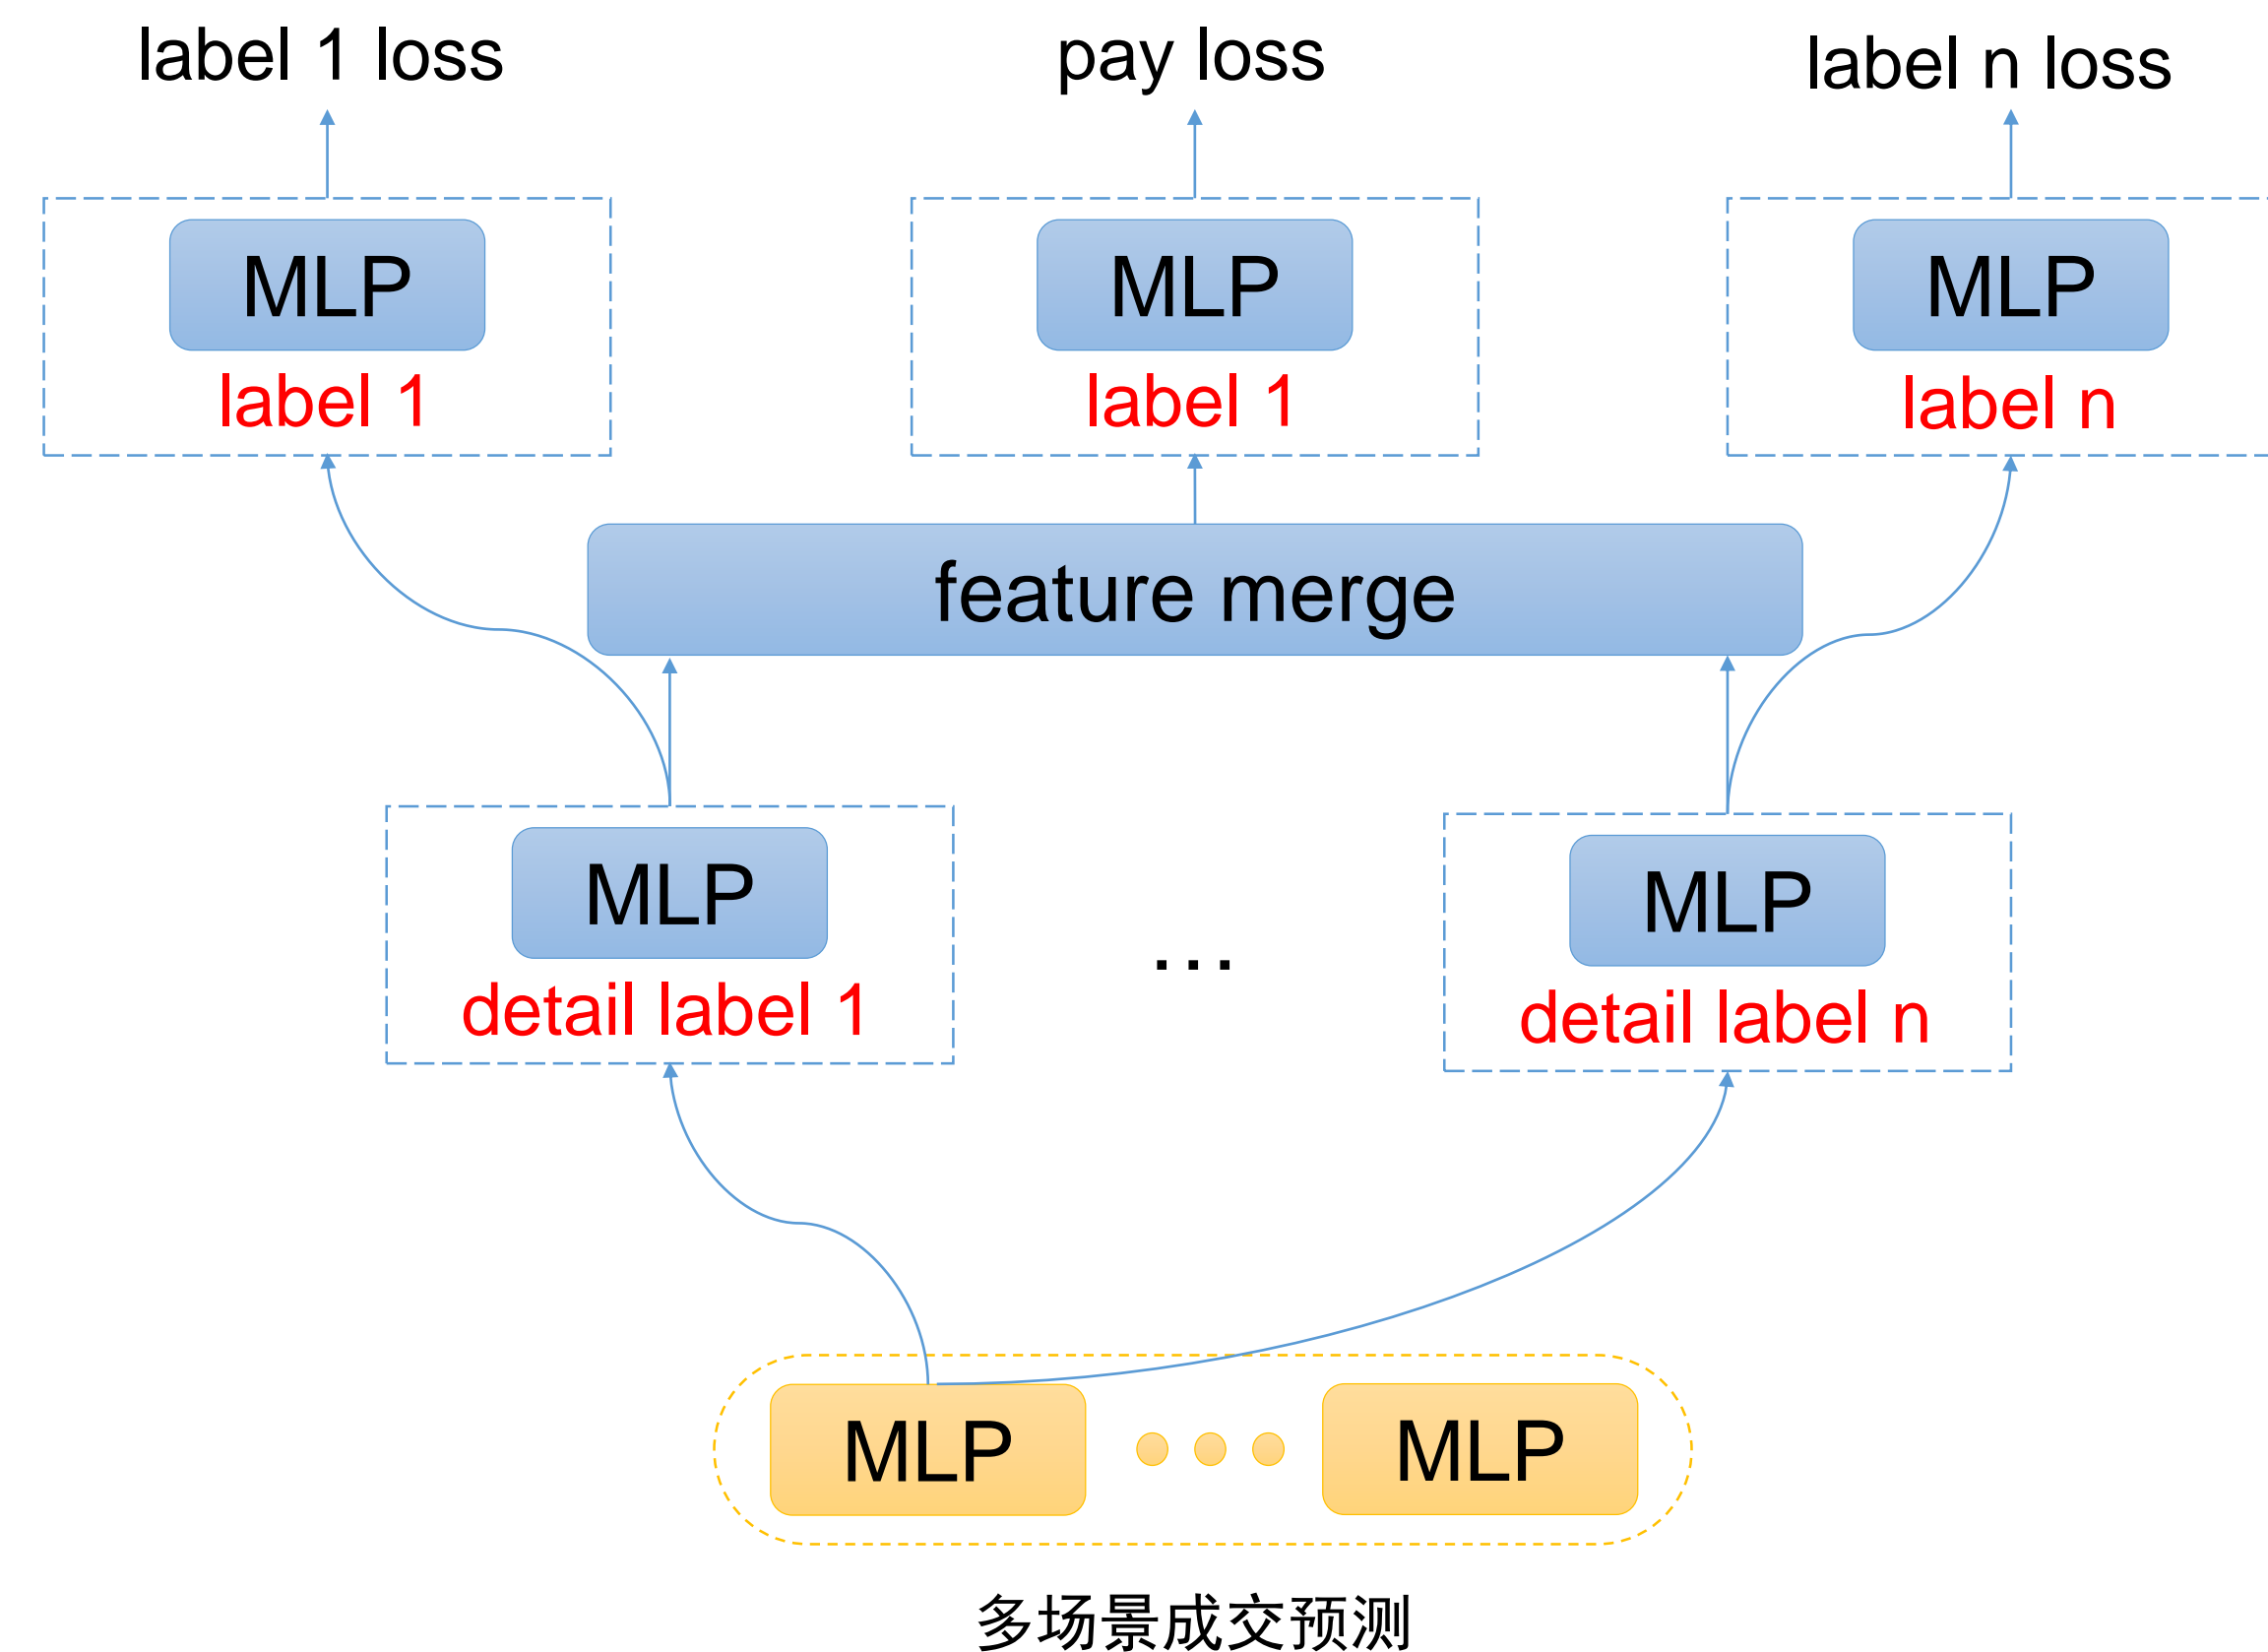 label 1 loss
pay loss
label n loss
MLP
MLP
MLP
label 1
label 1
label n
feature merge
MLP
MLP
...
detail label 1
detail label n
MLP
MLP
多场景成交预测